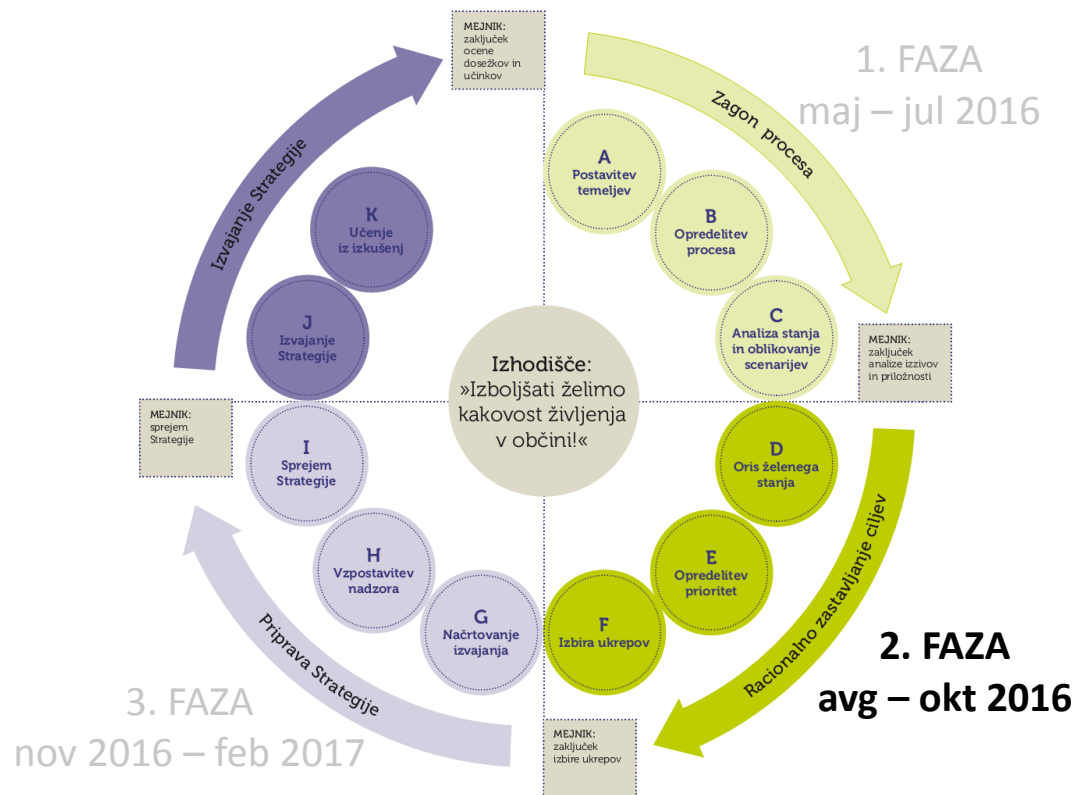 MEJNIK:
zaključek
ocene
dosežkov in
učinkov
1. FAZA
maj – jul 2016
Zagon procesa
A
Postavitev
temeljev
B
Opredelitev
procesa
C
Analiza stanja
in oblikovanje
scenarijev
MEJNIK:
zaključek
analize izzivov
in priložnosti
Izhodišče:
»Izboljšati želimo
kakovost življenja
v občini!«
D
Oris želenega
stanja
E
Opredelitev
prioritet
F
Izbira ukrepov
Racionalno zastavljanje ciljev
2. FAZA
avg – okt 2016
MEJNIK:
zaključek
izbire ukrepov
G
Načrtovanje
izvajanja
H
Vzpostavitev
nadzora
I
Sprejem
Strategije
Priprava Strategije
3. FAZA
nov 2016 – feb 2017
MEJNIK:
sprejem
Strategije
J
Izvajanje
Strategije
K
Učenje
iz izkušenj
Izvajanje Strategije